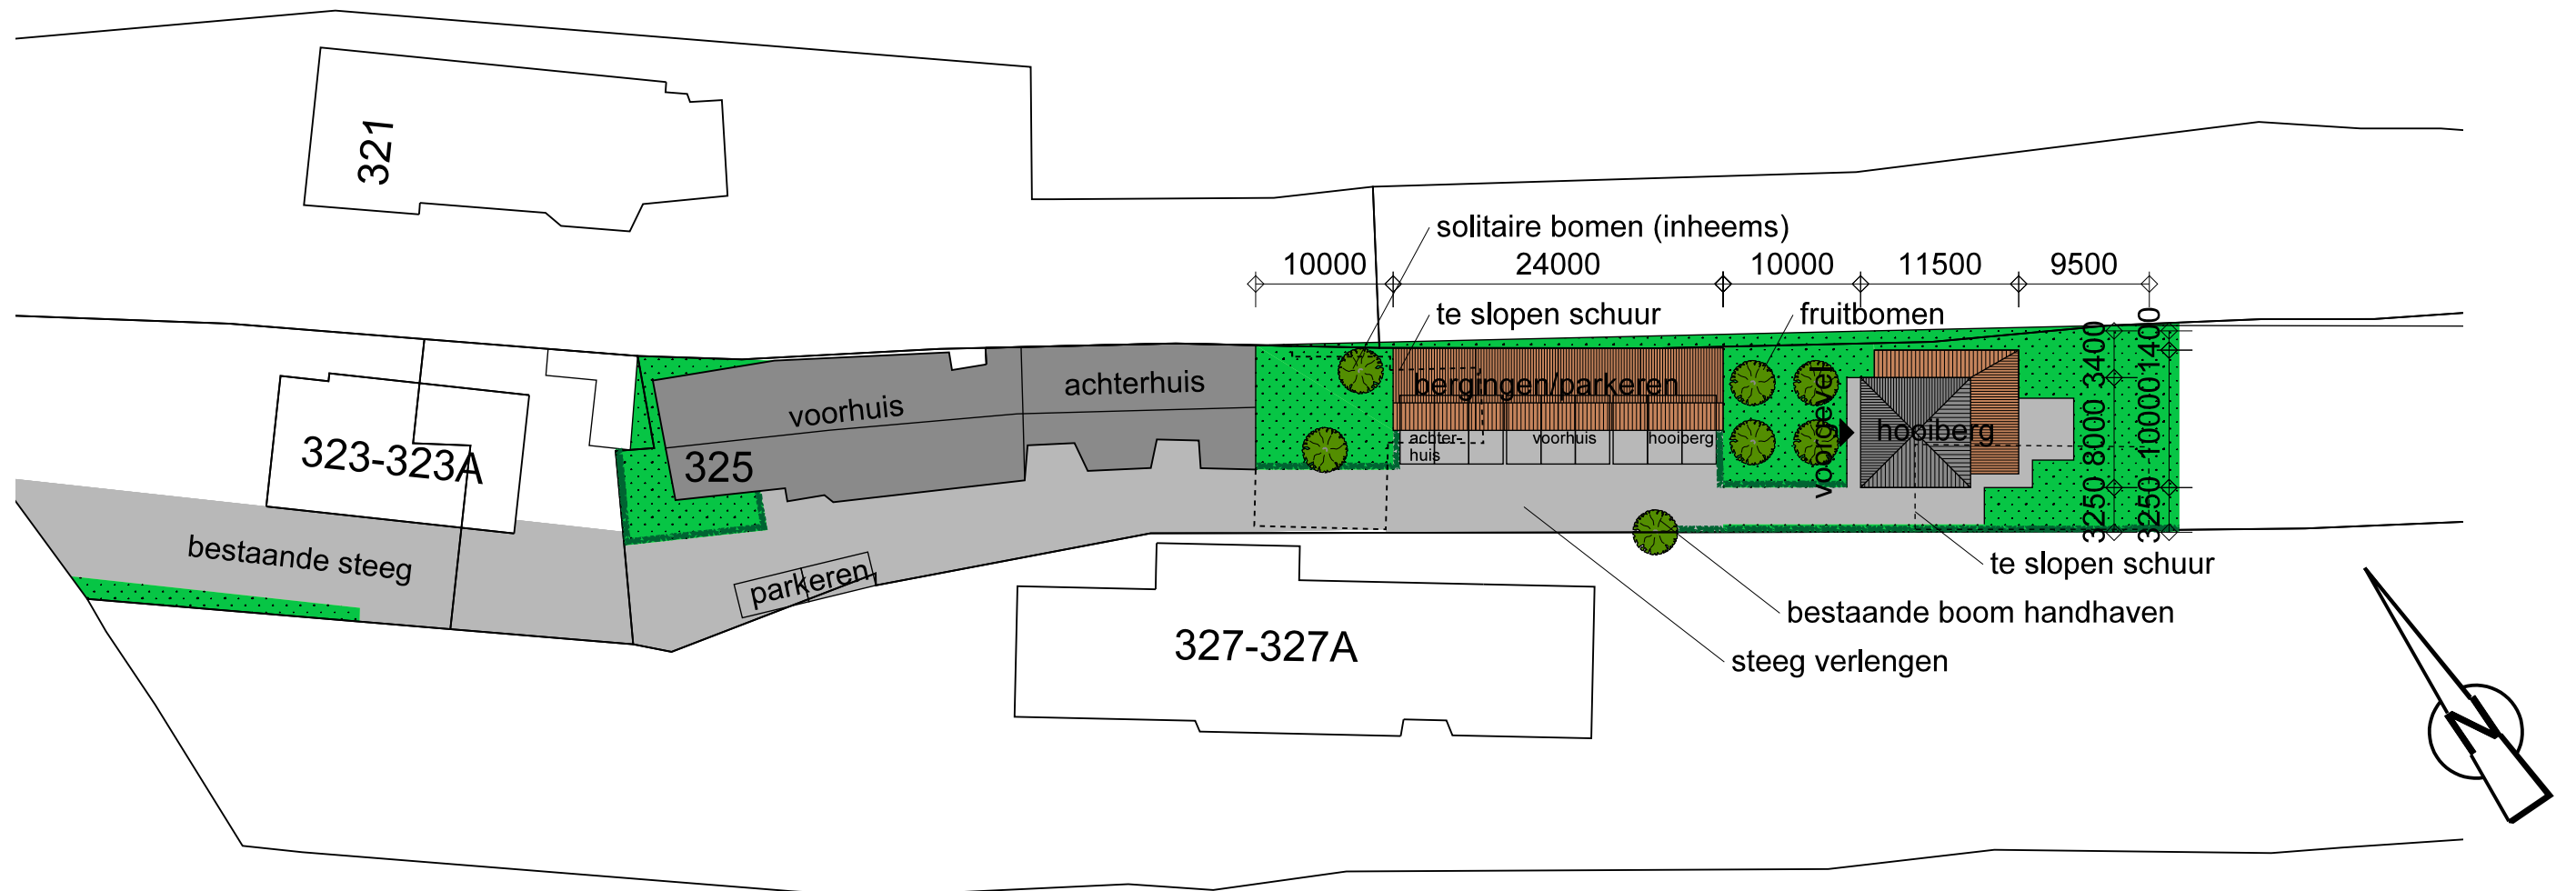 321
solitaire bomen (inheems)
10000
24000
10000
11500
9500
te slopen schuur
fruitbomen
3400
1400
8000
10000
3250
3250
voorhuis
achterhuis
bergingen/parkeren
voorgevel
hooiberg
achter-
huis
voorhuis
hooiberg
325
323-323A
bestaande steeg
parkeren
327-327A
te slopen schuur
bestaande boom handhaven
steeg verlengen
N